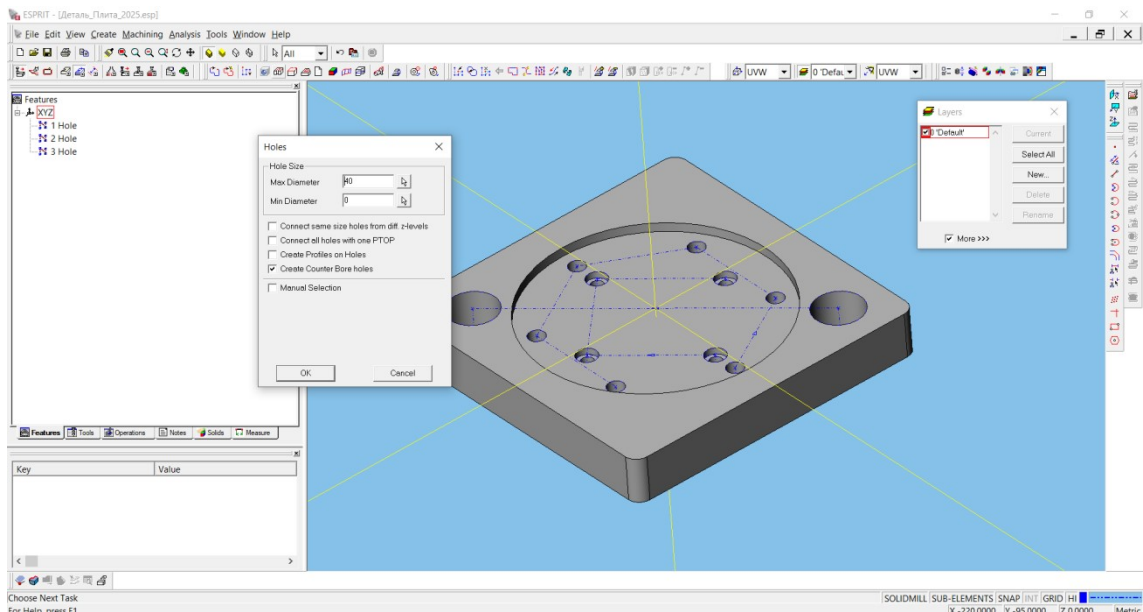 ESPRIT - [Деталь_Плита_2025.esp]
File Edit View Create Machining Analysis Tools Window Help
All
UVW
0 'Defau
UVW
Features
XYZ
1 Hole
2 Hole
3 Hole
Holes
Hole Size
Max Diameter 40
Min Diameter 0
Connect same size holes from diff. z-levels
Connect all holes with one PTOP
Create Profiles on Holes
Create Counter Bore holes
Manual Selection
OK Cancel
Layers
0 'Default'
Current
Select All
New...
Delete
Rename
More >>>
Features Tools Operations Notes Solids Measure
Key Value
Choose Next Task
SOLIDMILL SUB-ELEMENTS SNAP INT GRID HI
For Help, press F1
X -220.0000 Y -95.0000 Z 0.0000 Metric